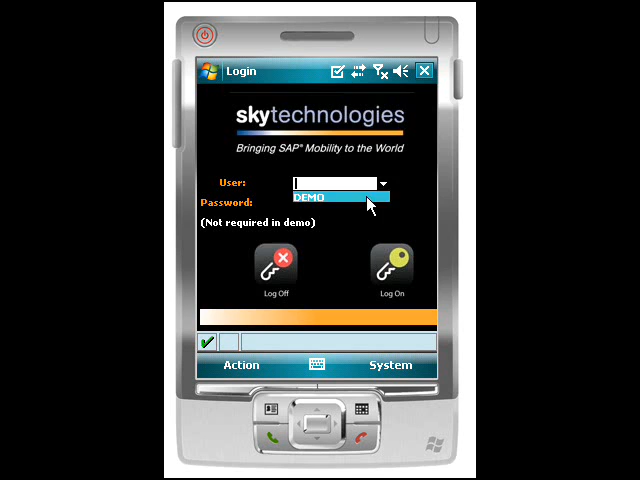 Login
skytechnologies
Bringing SAP® Mobility to the World
User:
DEMO
Password:
(Not required in demo)
Log Off
Log On
Action
System